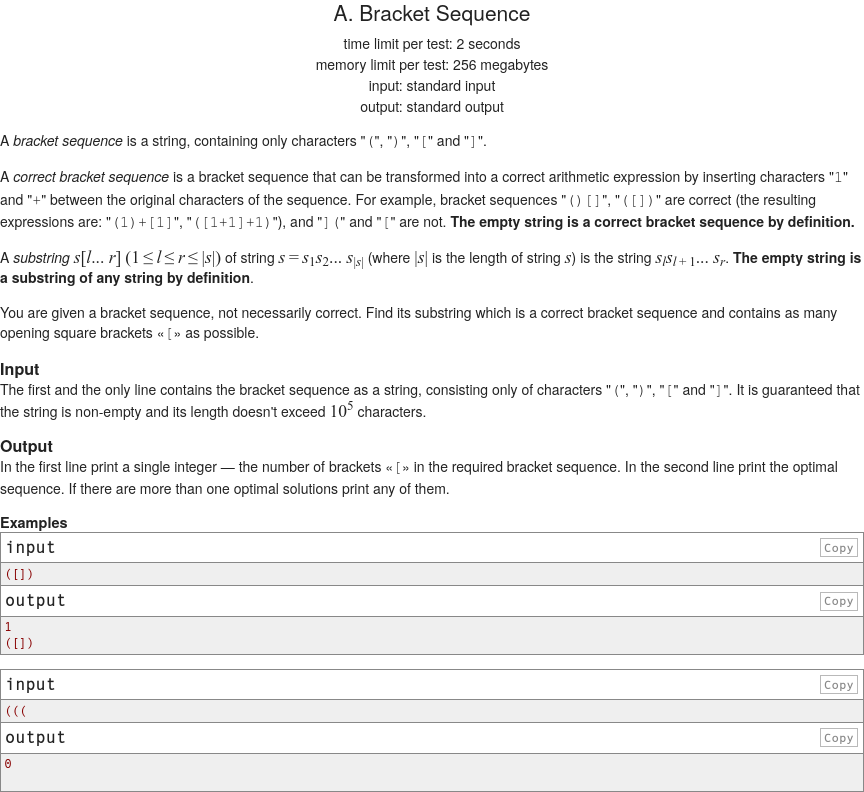 A. Bracket Sequence
time limit per test: 2 seconds
memory limit per test: 256 megabytes
input: standard input
output: standard output
A bracket sequence is a string, containing only characters "(", ")", "[" and "]".
A correct bracket sequence is a bracket sequence that can be transformed into a correct arithmetic expression by inserting characters "1"
and "+" between the original characters of the sequence. For example, bracket sequences "()[]", "([])" are correct (the resulting
expressions are: "(1)+[1]", "([1+1]+1)"), and "](" and "[" are not. The empty string is a correct bracket sequence by definition.
A substring s[l... r] (1 ≤ l ≤ r ≤ |s|) of string s = s1s2... s|s| (where |s| is the length of string s) is the string slsl + 1... sr. The empty string is
a substring of any string by definition.
You are given a bracket sequence, not necessarily correct. Find its substring which is a correct bracket sequence and contains as many
opening square brackets «[» as possible.
Input
The first and the only line contains the bracket sequence as a string, consisting only of characters "(", ")", "[" and "]". It is guaranteed that
the string is non-empty and its length doesn't exceed 10^5 characters.
Output
In the first line print a single integer — the number of brackets «[» in the required bracket sequence. In the second line print the optimal
sequence. If there are more than one optimal solutions print any of them.
Examples
input
Copy
([])
output
Copy
1
([])
input
Copy
(((
output
Copy
0